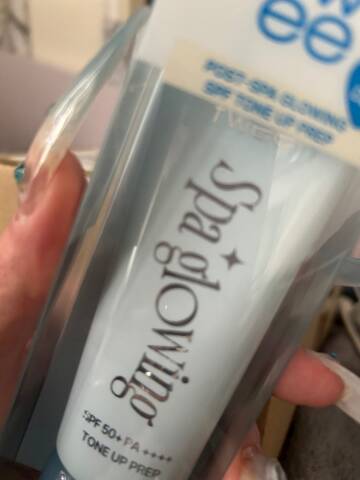 ee
POST-SPA GLOWING
SPF TONE UP PREP
Spa glowing
SPF 50+ PA ++++
TONE UP PREP